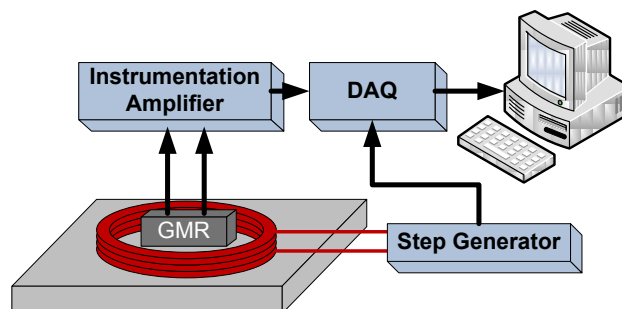 Instrumentation
Amplifier
DAQ
GMR
Step Generator